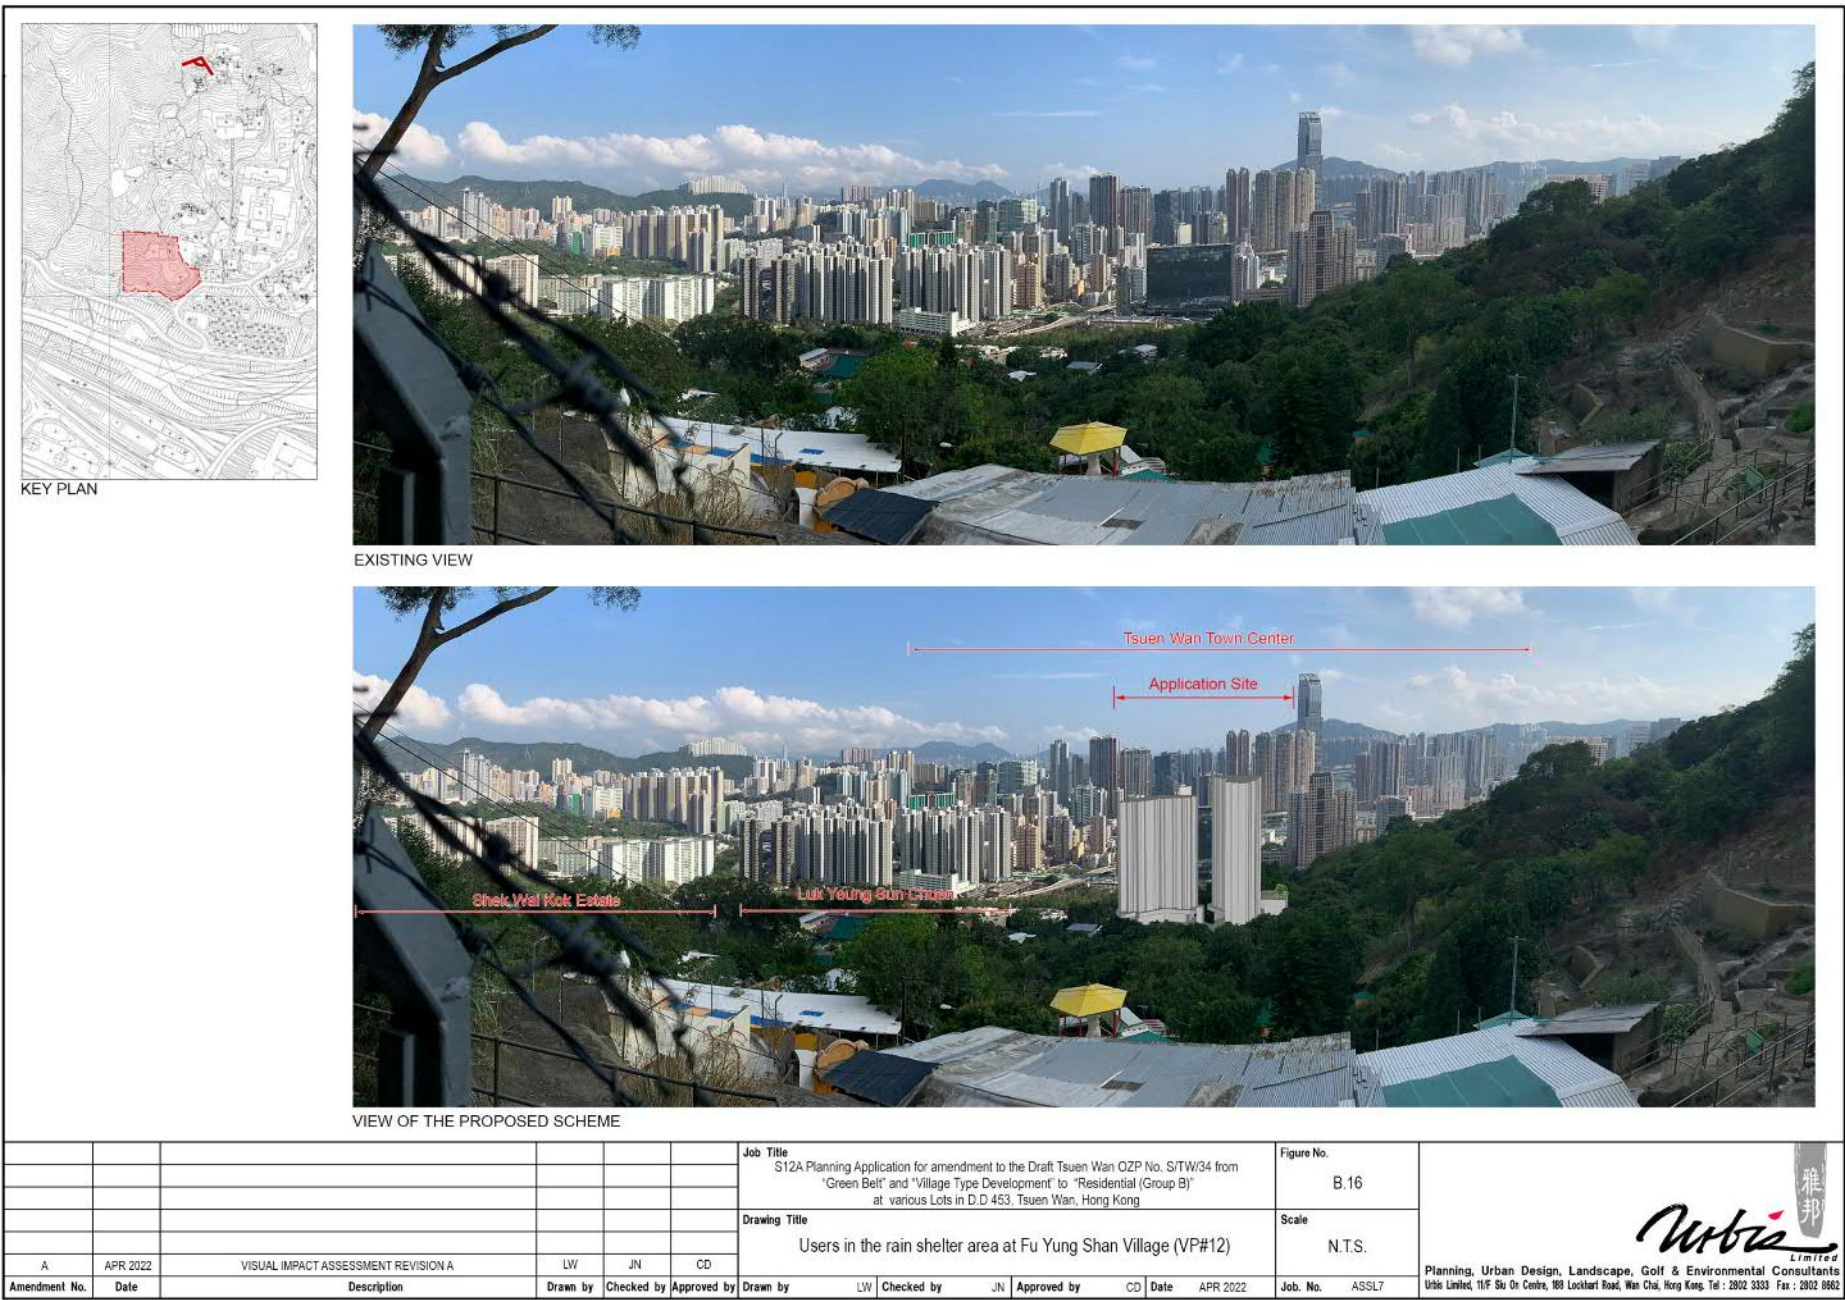 KEY PLAN
EXISTING VIEW
Tsuen Wan Town Center
Application Site
Shek Wai Kok Estate
Luk Yeung Sun Chuen
VIEW OF THE PROPOSED SCHEME
A
APR 2022
VISUAL IMPACT ASSESSMENT REVISION A
LW
JN
CD
Amendment No.
Date
Description
Drawn by
Checked by
Approved by
Job Title
S12A Planning Application for amendment to the Draft Tsuen Wan OZP No. S/TW/34 from
"Green Belt" and "Village Type Development" to "Residential (Group B)"
at various Lots in D.D 453, Tsuen Wan, Hong Kong
Drawing Title
Users in the rain shelter area at Fu Yung Shan Village (VP#12)
Drawn by LW
Checked by JN
Approved by CD
Date APR 2022
Figure No.
B.16
Scale
N.T.S.
Job. No. ASSL7
雅邦
Urbis
Limited
Planning, Urban Design, Landscape, Golf & Environmental Consultants
Urbis Limited, 11/F Siu On Centre, 188 Lockhart Road, Wan Chai, Hong Kong. Tel : 2802 3333 Fax : 2802 8662